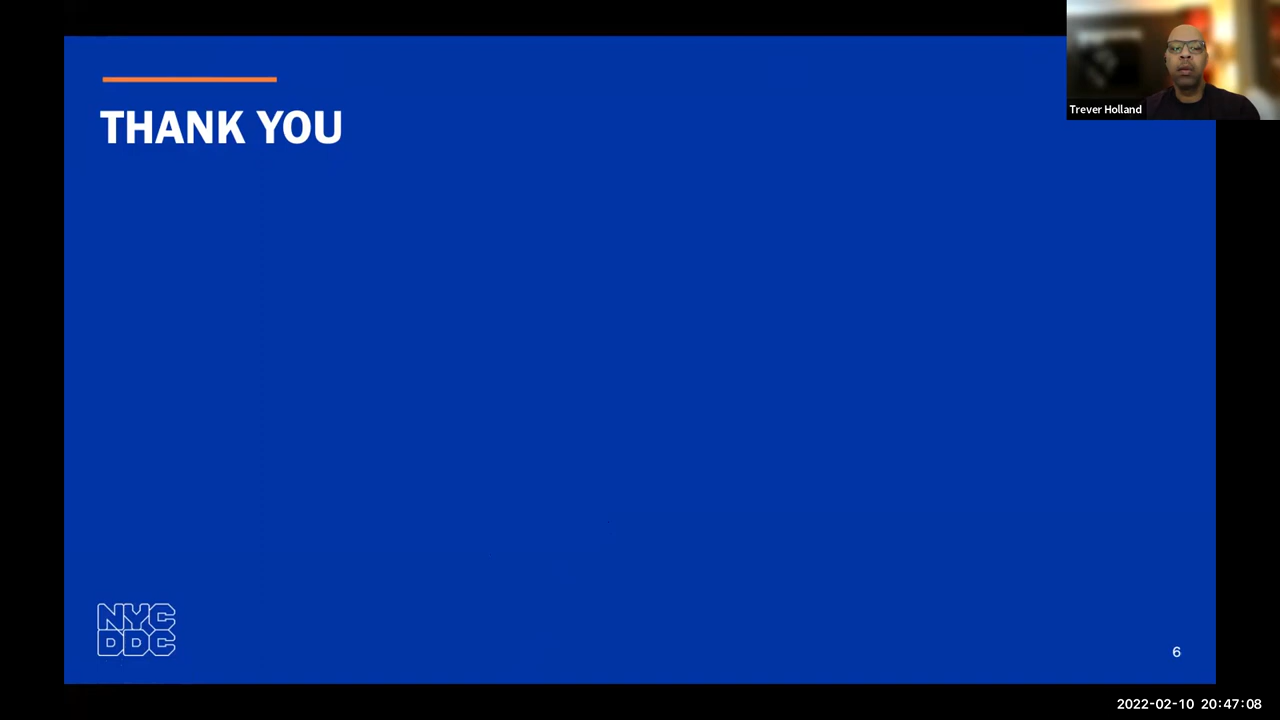 Trever Holland
THANK YOU
NYC
DDC
6
2022-02-10 20:47:08